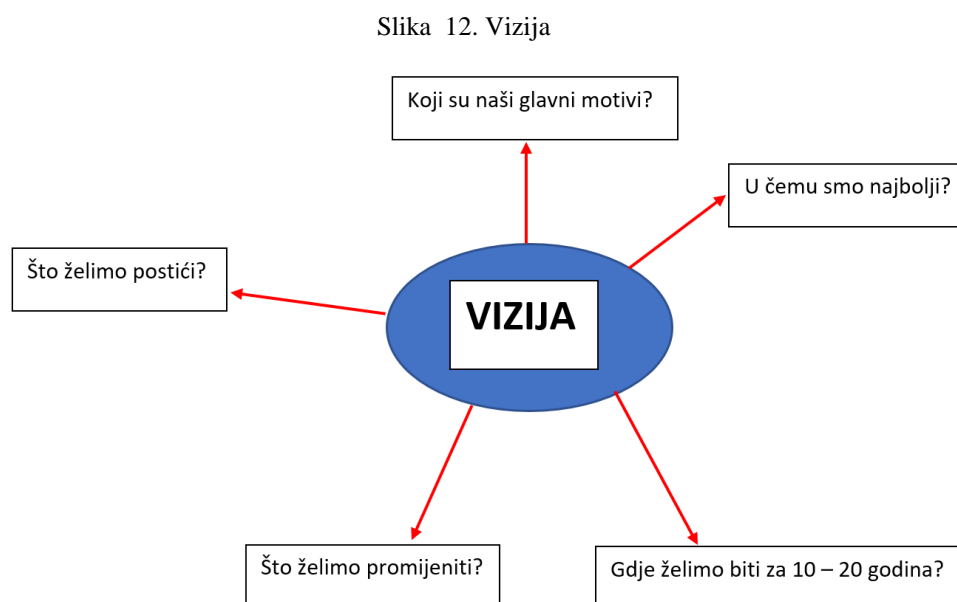 Slika 12. Vizija
Koji su naši glavni motivi?
U čemu smo najbolji?
Što želimo postići?
VIZIJA
Što želimo promijeniti?
Gdje želimo biti za 10 – 20 godina?